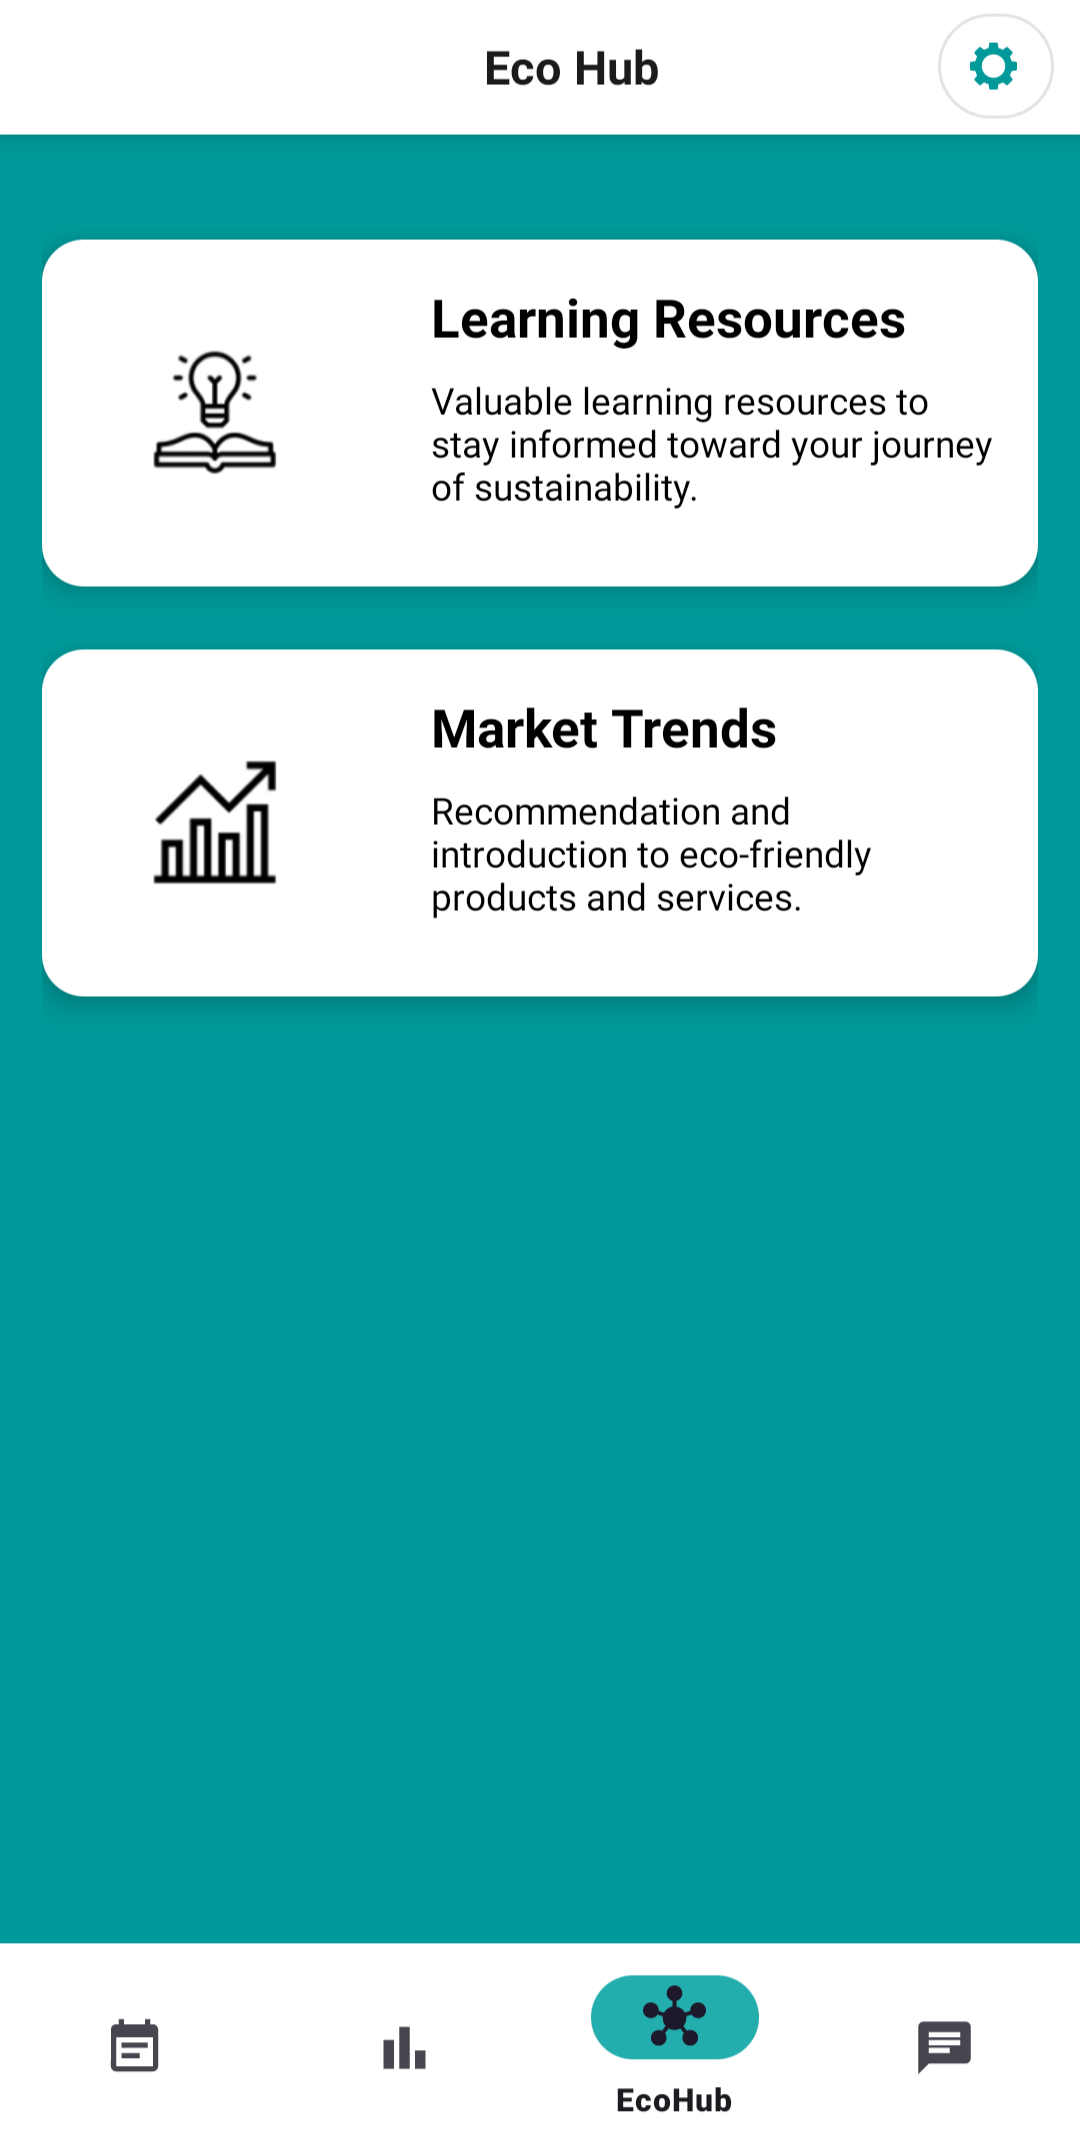 Eco Hub
Learning Resources
Valuable learning resources to
stay informed toward your journey
of sustainability.
Market Trends
Recommendation and
introduction to eco-friendly
products and services.
EcoHub